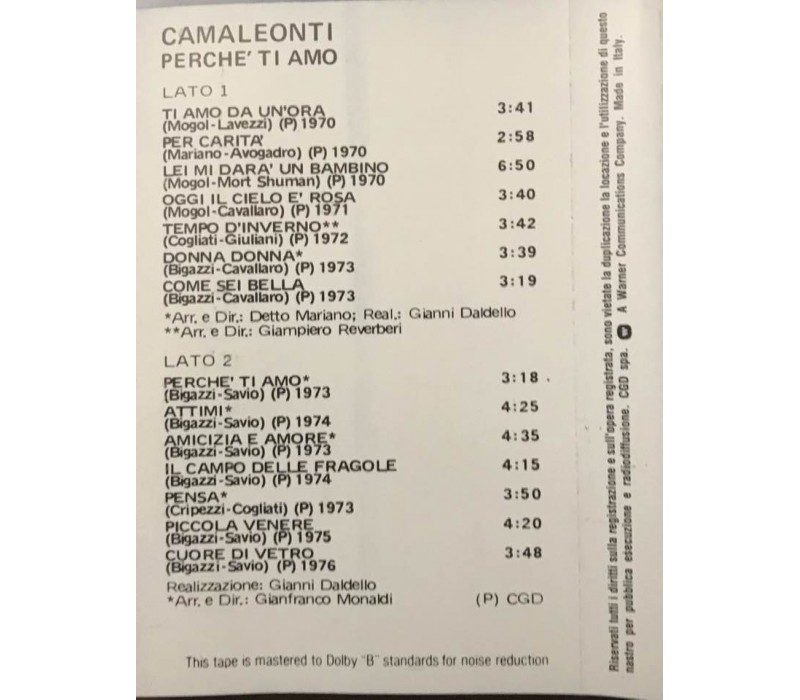 CAMALEONTI
PERCHE' TI AMO
LATO 1
TI AMO DA UN'ORA 3:41
(Mogol-Lavezzi) (P) 1970
PER CARITA' 2:58
(Mariano-Avogadro) (P) 1970
LEI MI DARA' UN BAMBINO 6:50
(Mogol-Mort Shuman) (P) 1970
OGGI IL CIELO E' ROSA 3:40
(Mogol-Cavallaro) (P) 1971
TEMPO D'INVERNO** 3:42
(Cogliati-Giuliani) (P) 1972
DONNA DONNA* 3:39
(Bigazzi-Cavallaro) (P) 1973
COME SEI BELLA 3:19
(Bigazzi-Cavallaro) (P) 1973
*Arr. e Dir.: Detto Mariano; Real.: Gianni Daldello
**Arr. e Dir.: Giampiero Reverberi
LATO 2
PERCHE' TI AMO* 3:18
(Bigazzi-Savio) (P) 1973
ATTIMI* 4:25
(Bigazzi-Savio) (P) 1974
AMICIZIA E AMORE* 4:35
(Bigazzi-Savio) (P) 1973
IL CAMPO DELLE FRAGOLE 4:15
(Bigazzi-Savio) (P) 1974
PENSA* 3:50
(Cripezzi-Cogliati) (P) 1973
PICCOLA VENERE 4:20
(Bigazzi-Savio) (P) 1975
CUORE DI VETRO 3:48
(Bigazzi-Savio) (P) 1976
Realizzazione: Gianni Daldello
*Arr. e Dir.: Gianfranco Monaldi (P) CGD
This tape is mastered to Dolby "B" standards for noise reduction
Riservati tutti i diritti sulla registrazione e sull'opera registrata, sono vietate la duplicazione la locazione e l'utilizzazione di questo
nastro per pubblica esecuzione e radiodiffusione. CGD spa. A Warner Communications Company. Made in Italy.